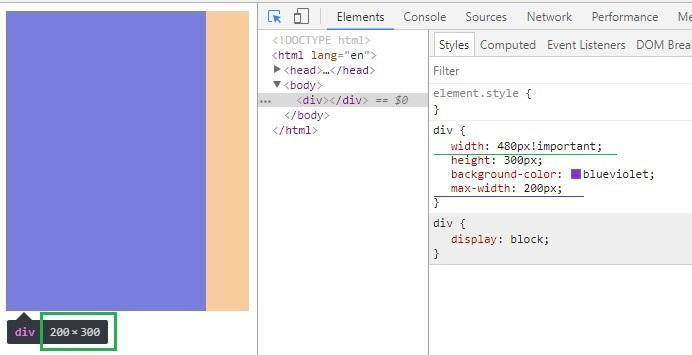 Elements Console Sources Network Performance Me
<!DOCTYPE html>
<html lang="en">
▶<head>…</head>
▼<body>
… <div></div> == $0
</body>
</html>
Styles Computed Event Listeners DOM Brea
Filter
element.style {
}
div {
width: 480px!important;
height: 300px;
background-color: blueviolet;
max-width: 200px;
}
div {
display: block;
}
div 200 × 300